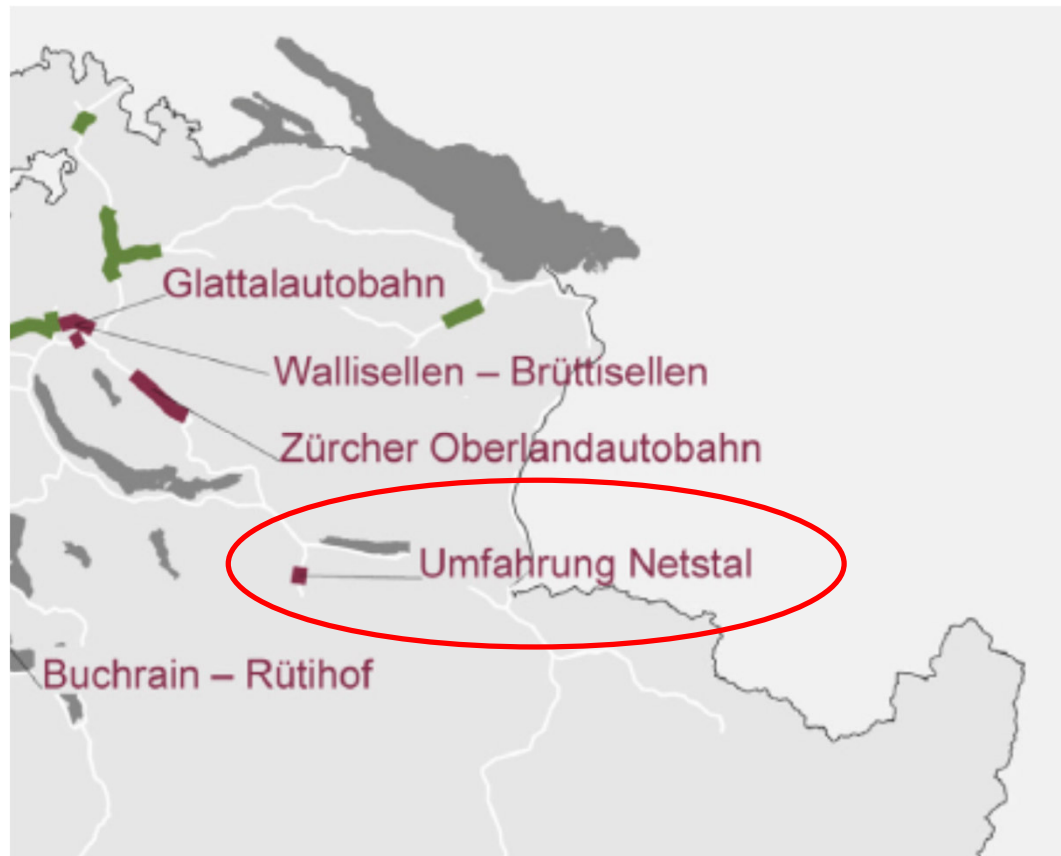 Glattalautobahn
Wallisellen – Brüttisellen
Zürcher Oberlandautobahn
Umfahrung Netstal
Buchrain – Rütihof